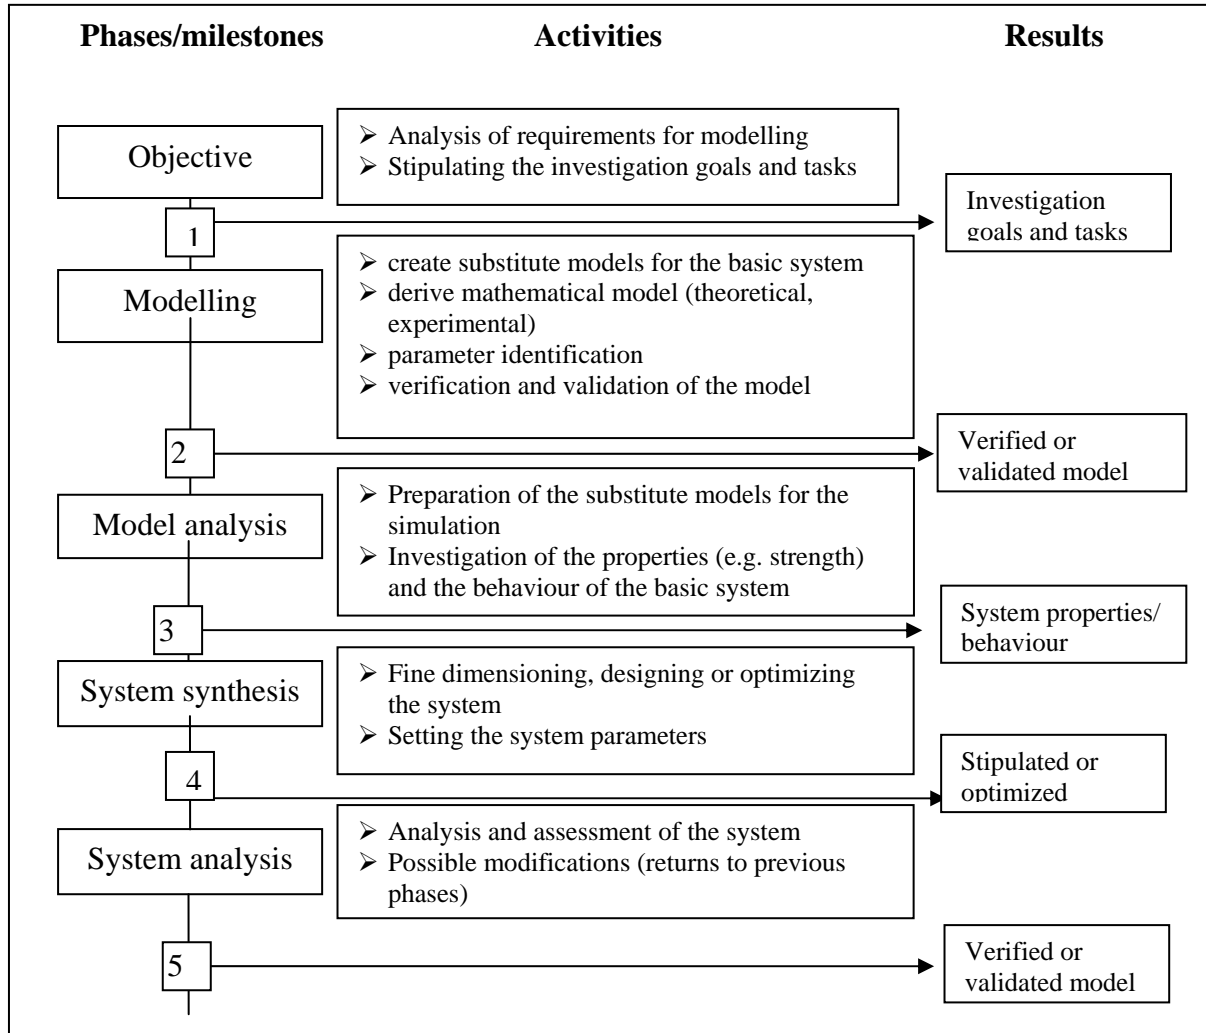 Phases/milestones
Activities
Results
Objective
➢ Analysis of requirements for modelling
➢ Stipulating the investigation goals and tasks
1
Investigation
goals and tasks
Modelling
➢ create substitute models for the basic system
➢ derive mathematical model (theoretical,
experimental)
➢ parameter identification
➢ verification and validation of the model
2
Verified or
validated model
Model analysis
➢ Preparation of the substitute models for the
simulation
➢ Investigation of the properties (e.g. strength)
and the behaviour of the basic system
3
System properties/
behaviour
System synthesis
➢ Fine dimensioning, designing or optimizing
the system
➢ Setting the system parameters
4
Stipulated or
optimized
System analysis
➢ Analysis and assessment of the system
➢ Possible modifications (returns to previous
phases)
5
Verified or
validated model